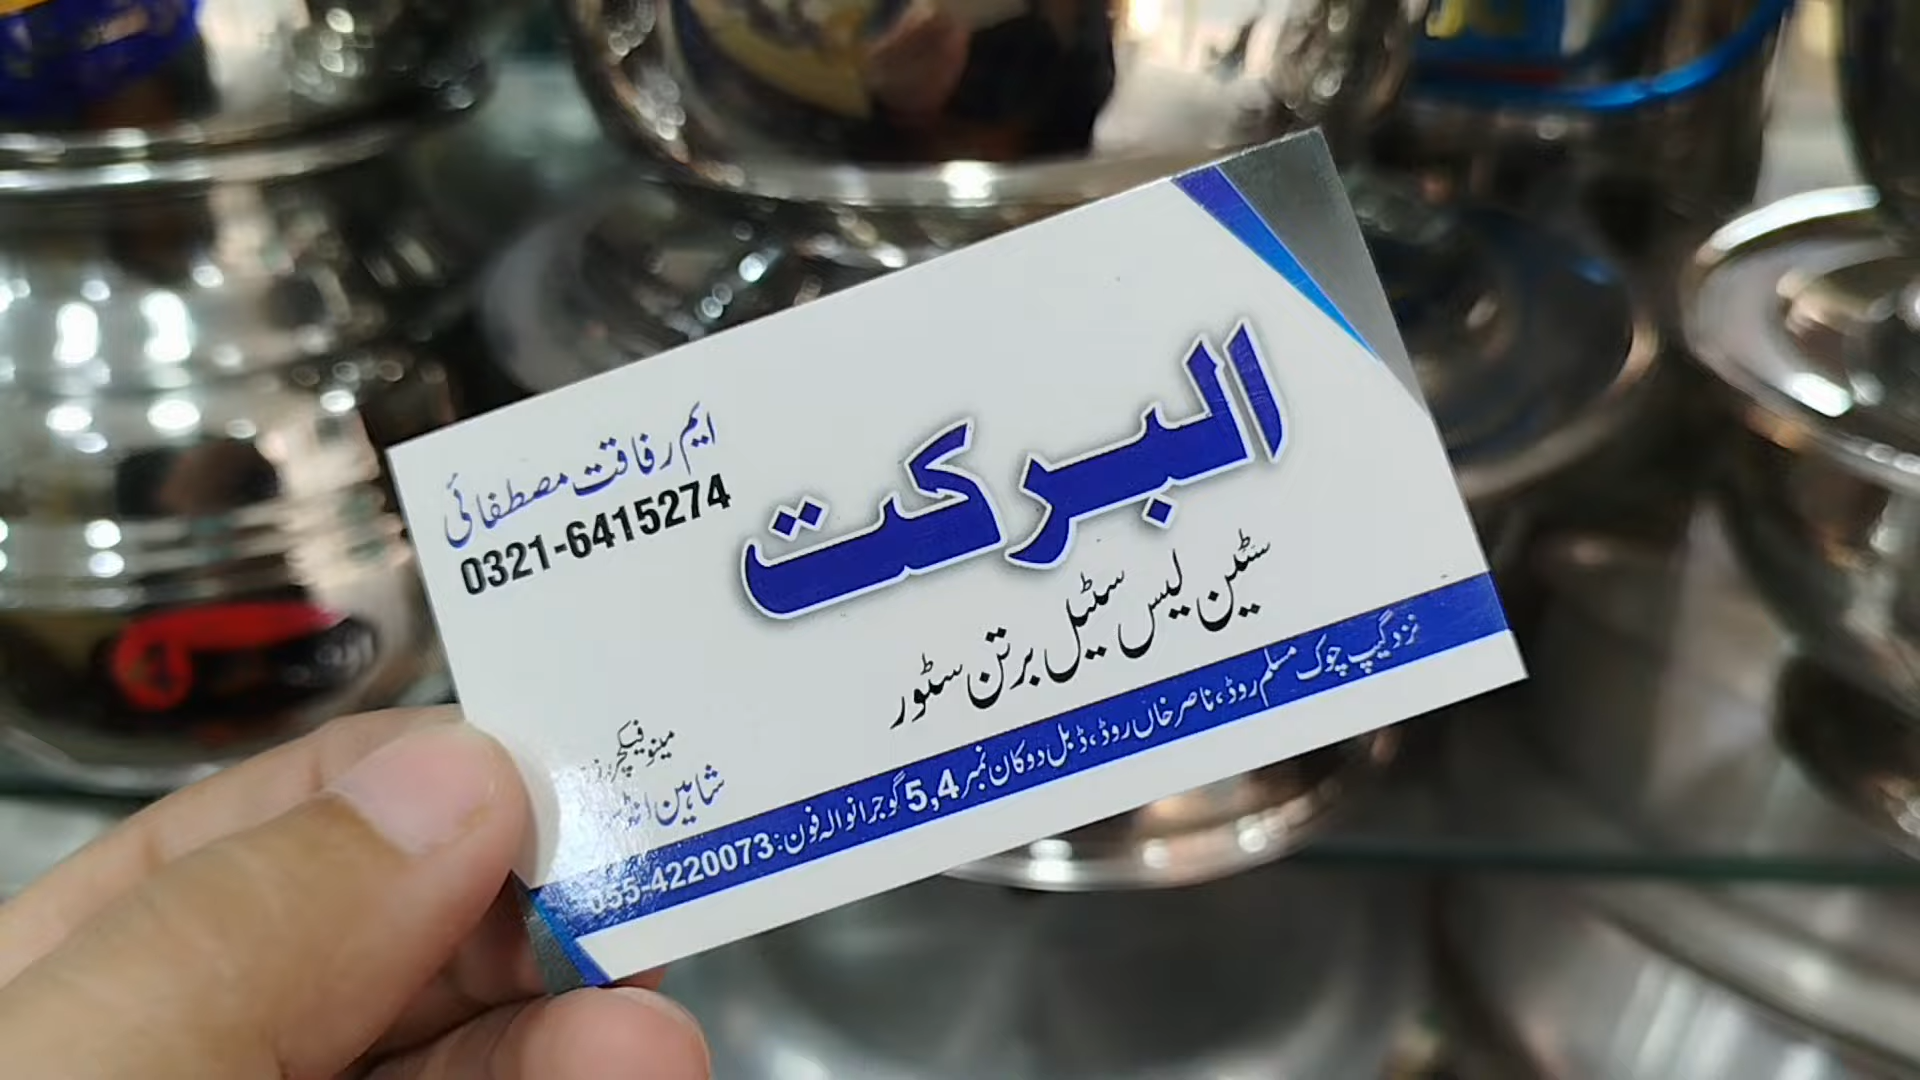 ایم رفاقت مصطفائی
0321-6415274
البرکت
سٹین لیس سٹیل برتن سٹور
مینوفیکچررز
شاہین
نزد گیپ چوک مسلم روڈ، ناصر خاں روڈ، ڈبل دوکان نمبر 5,4 گوجرانوالہ فون: 055-4220073